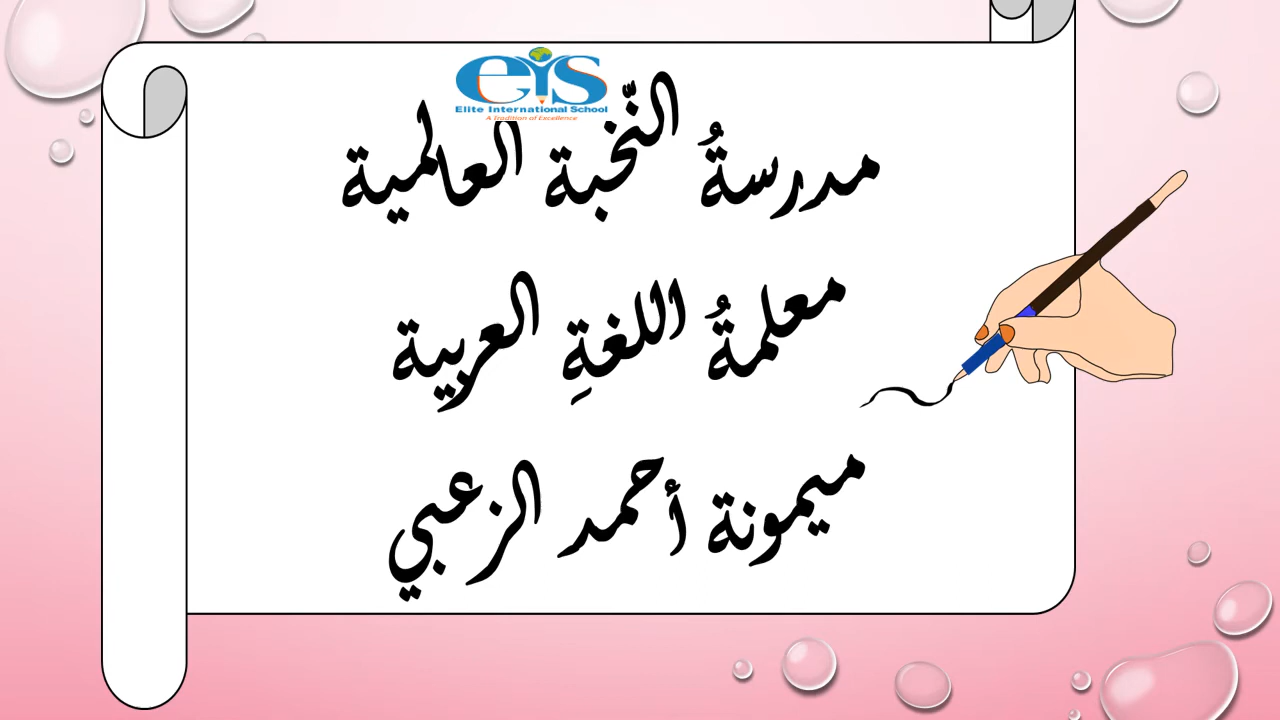 eis
Elite International School
A Tradition of Excellence
مدرسةُ النّخبة العالمية
معلمةُ اللغةِ العربية
ميمونة أحمد الزعبي